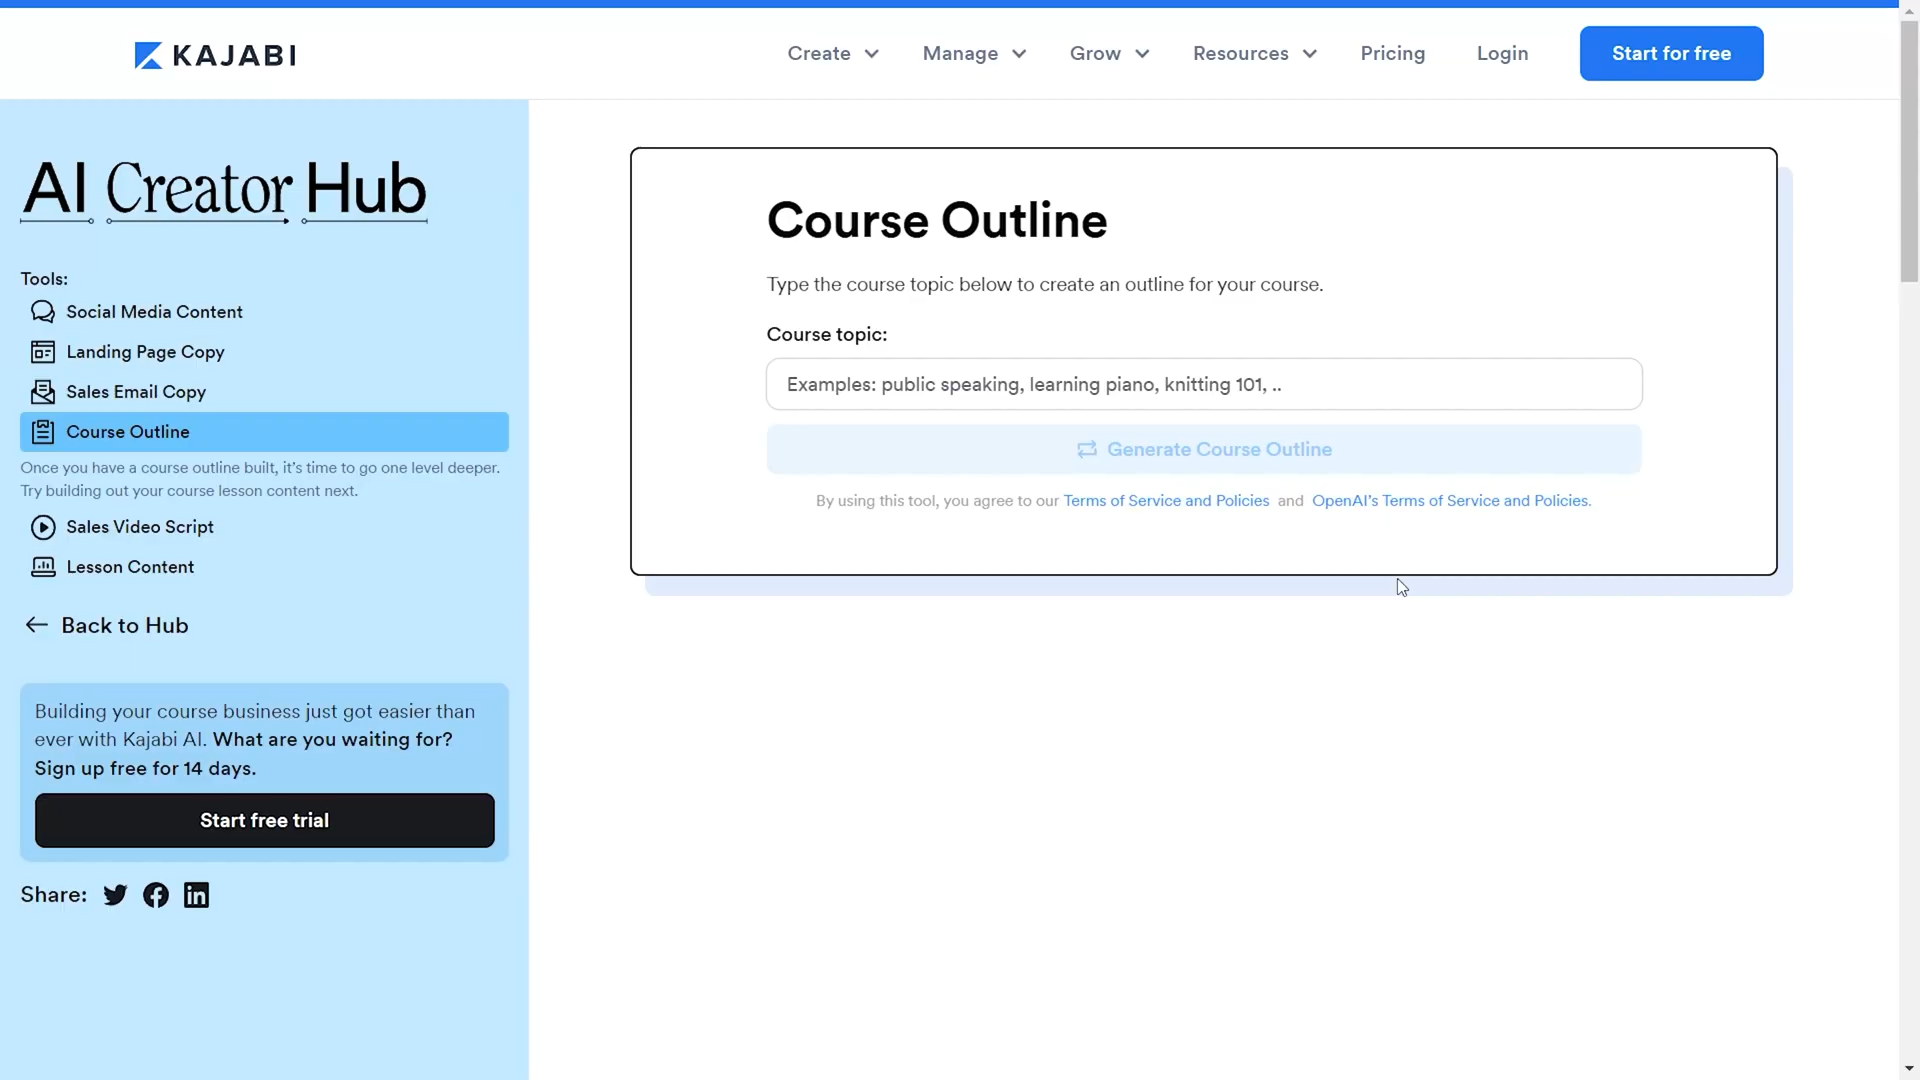 KAJABI
Create
Manage
Grow
Resources
Pricing
Login
Start for free
AI Creator Hub
Tools:
Social Media Content
Landing Page Copy
Sales Email Copy
Course Outline
Once you have a course outline built, it's time to go one level deeper.
Try building out your course lesson content next.
Sales Video Script
Lesson Content
Back to Hub
Building your course business just got easier than
ever with Kajabi AI. What are you waiting for?
Sign up free for 14 days.
Start free trial
Share:
Course Outline
Type the course topic below to create an outline for your course.
Course topic:
Examples: public speaking, learning piano, knitting 101, ..
Generate Course Outline
By using this tool, you agree to our Terms of Service and Policies and OpenAI's Terms of Service and Policies.